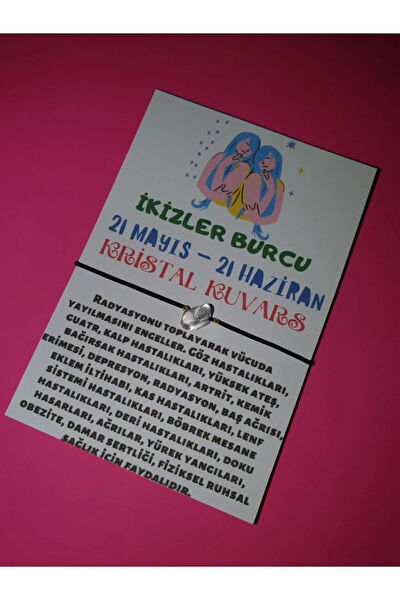 İKİZLER BURCU
21 MAYIS – 21 HAZİRAN
KRİSTAL KUVARS
RADYASYONU TOPLAYARAK VÜCUDA
YAYILMASINI ENGELLER. GÖZ HASTALIKLARI,
GUATR, KALP HASTALIKLARI, YÜKSEK ATEŞ,
BAĞIRSAK HASTALIKLARI, ARTRİT, KEMİK
ERİMESİ, DEPRESYON, RADYASYON, BAŞ AĞRISI,
EKLEM İLTİHABI, KAS HASTALIKLARI, LENF
SİSTEMİ HASTALIKLARI, BÖBREK MESANE
HASTALIKLARI, DERİ HASTALIKLARI, DOKU
HASARLARI, AĞRILAR, YÜREK YANGILARI,
OBEZİTE, DAMAR SERTLİĞİ, FİZİKSEL RUHSAL
SAĞLIK İÇİN FAYDALIDIR.